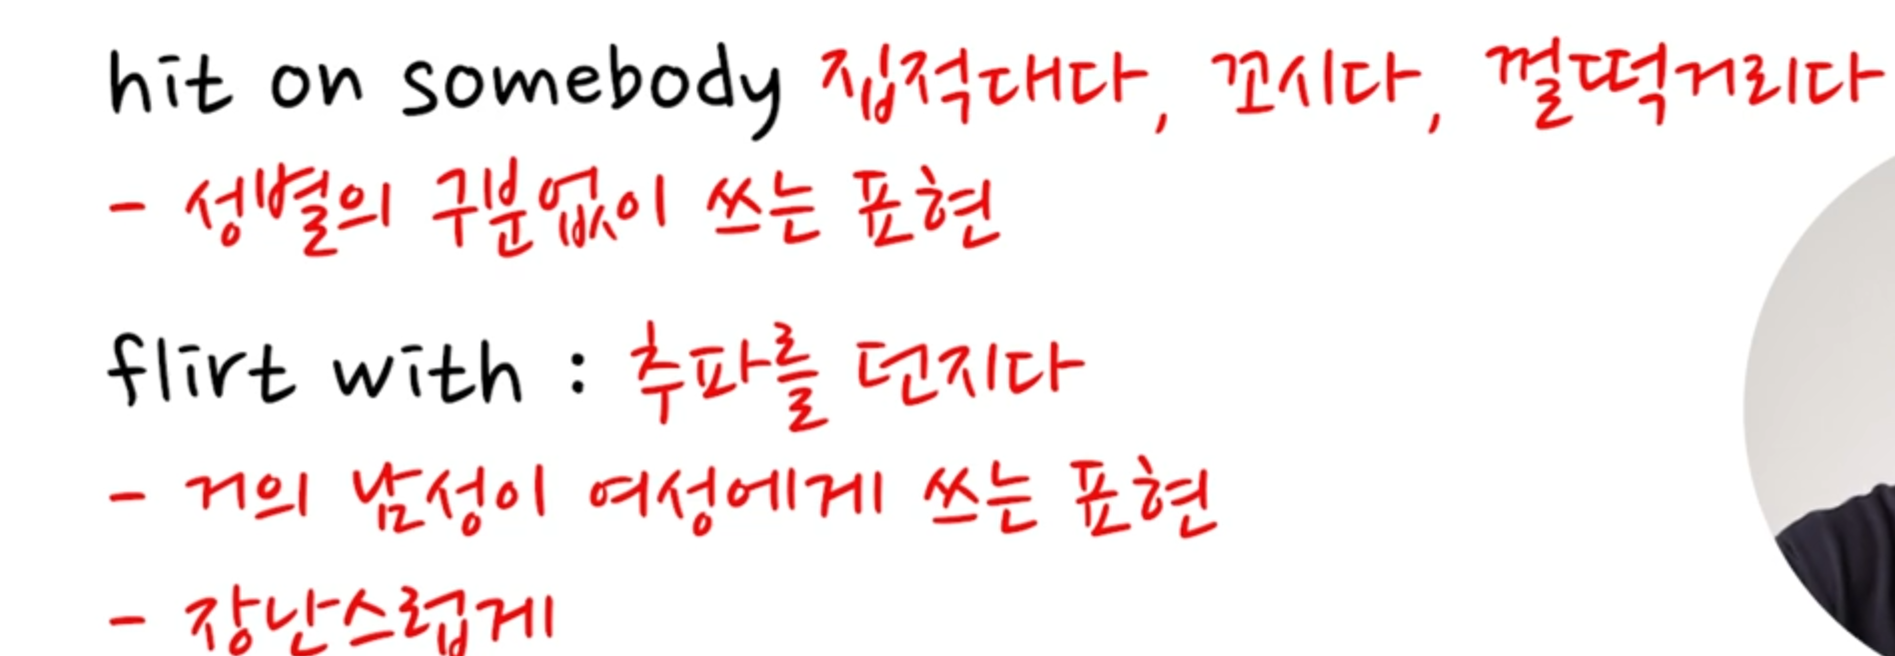 hit on somebody 집적대다, 꼬시다, 껄떡거리다
- 성별의 구분없이 쓰는 표현
flirt with : 추파를 던지다
- 거의 남성이 여성에게 쓰는 표현
- 장난스럽게